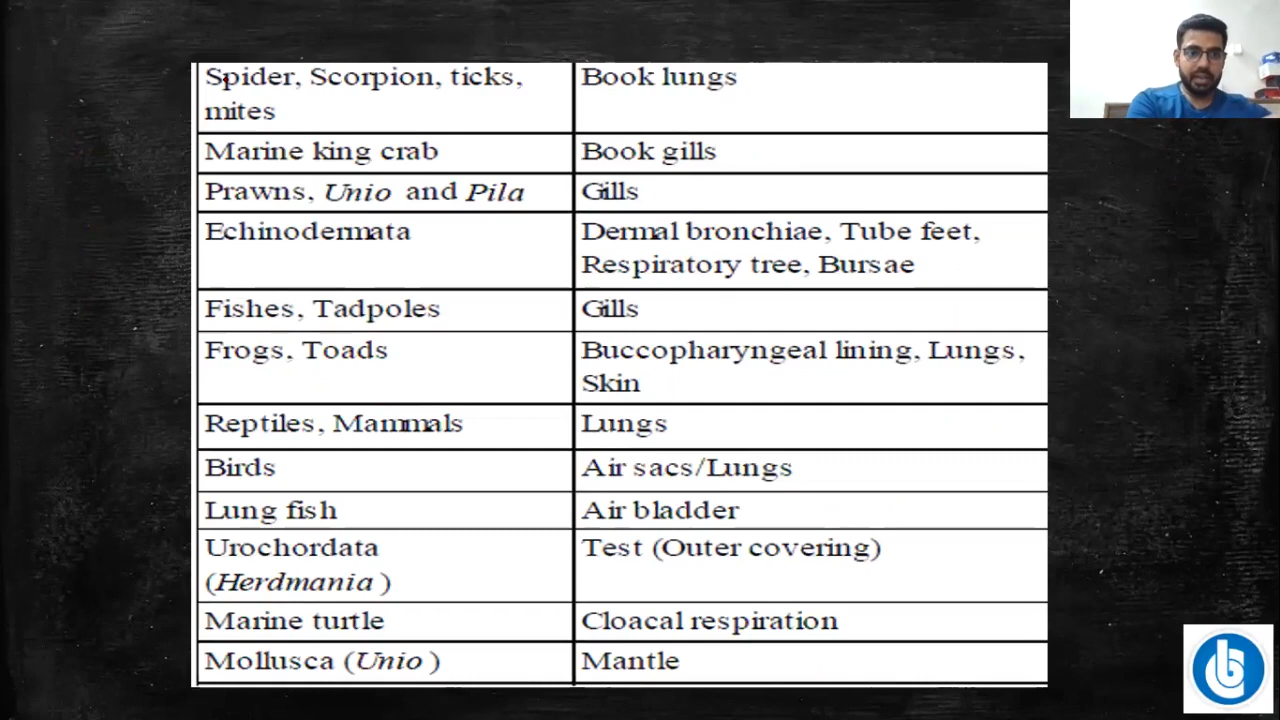 Spider, Scorpion, ticks, mites
Book lungs
Marine king crab
Book gills
Prawns, Unio and Pila
Gills
Echinodermata
Dermal bronchiae, Tube feet,
Respiratory tree, Bursae
Fishes, Tadpoles
Gills
Frogs, Toads
Buccopharyngeal lining, Lungs,
Skin
Reptiles, Mammals
Lungs
Birds
Air sacs/Lungs
Lung fish
Air bladder
Urochordata
(Herdmania )
Test (Outer covering)
Marine turtle
Cloacal respiration
Mollusca (Unio )
Mantle